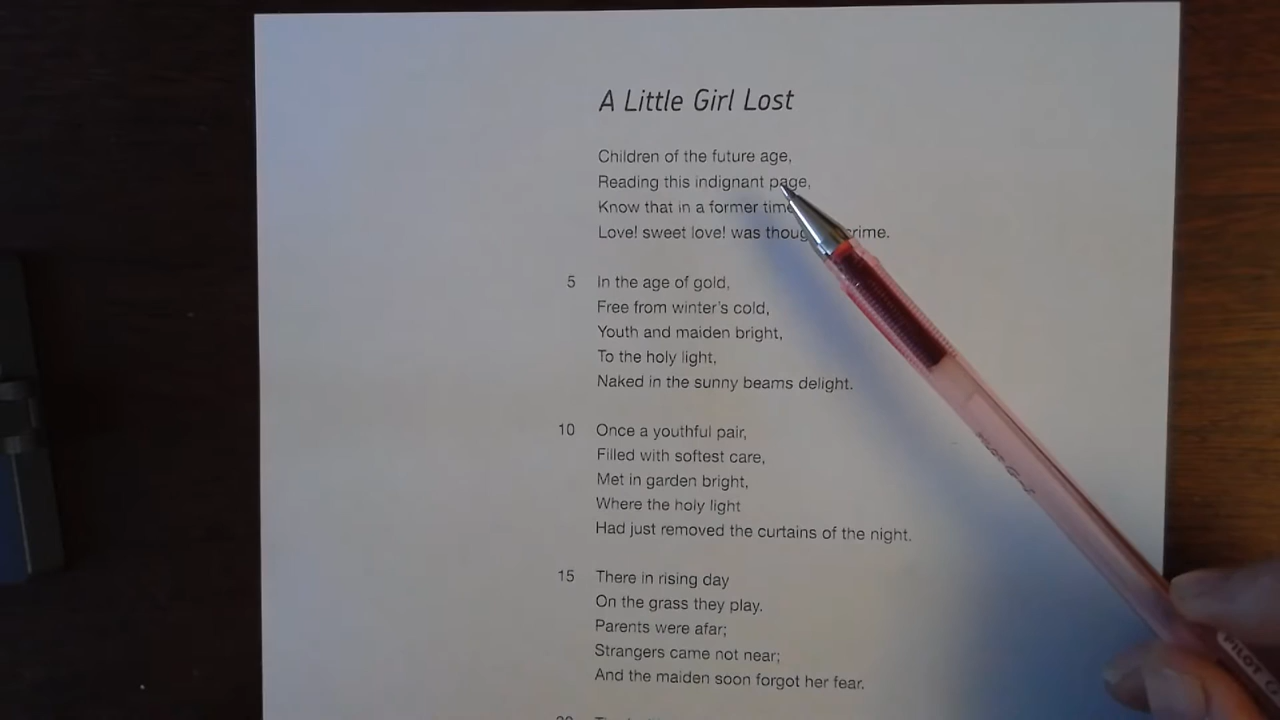 A Little Girl Lost
Children of the future age,
Reading this indignant page,
Know that in a former time
Love! sweet love! was thoug crime.
5 In the age of gold,
Free from winter's cold,
Youth and maiden bright,
To the holy light,
Naked in the sunny beams delight.
10 Once a youthful pair,
Filled with softest care,
Met in garden bright,
Where the holy light
Had just removed the curtains of the night.
15 There in rising day
On the grass they play.
Parents were afar;
Strangers came not near;
And the maiden soon forgot her fear.
PILOT